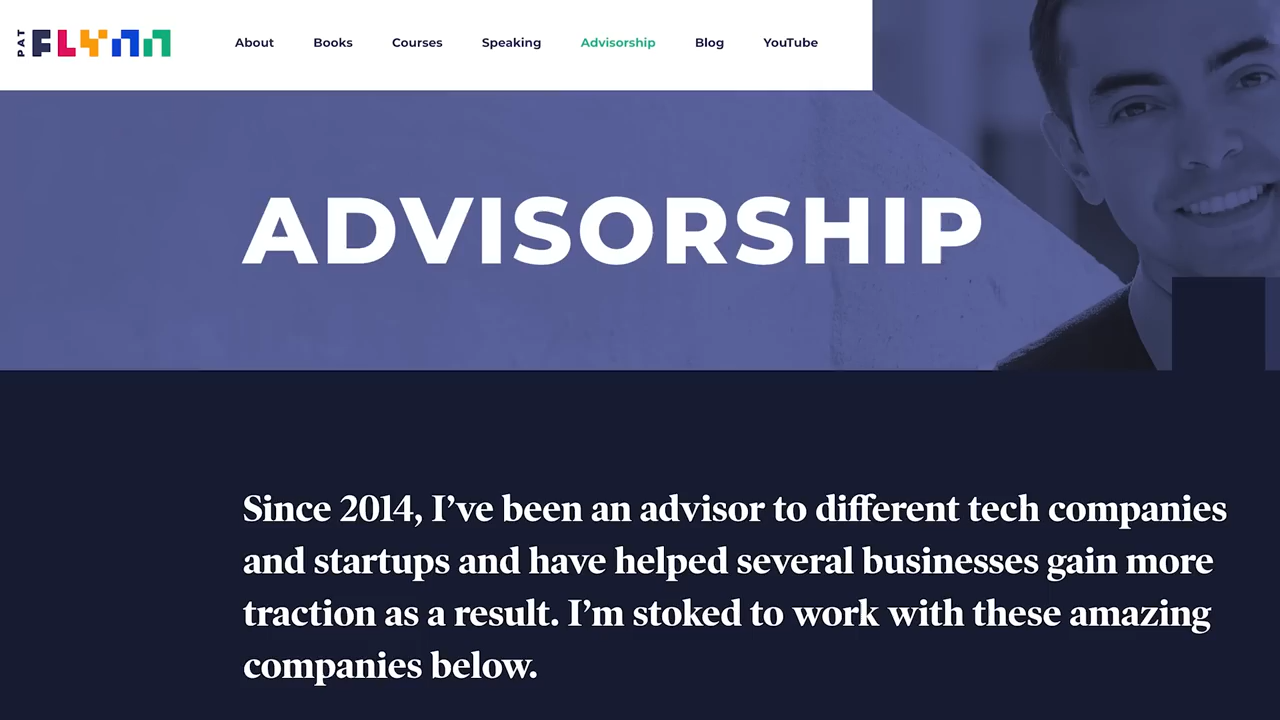 PAT FLYNN
About Books Courses Speaking Advisorship Blog YouTube
ADVISORSHIP
Since 2014, I’ve been an advisor to different tech companies
and startups and have helped several businesses gain more
traction as a result. I’m stoked to work with these amazing
companies below.